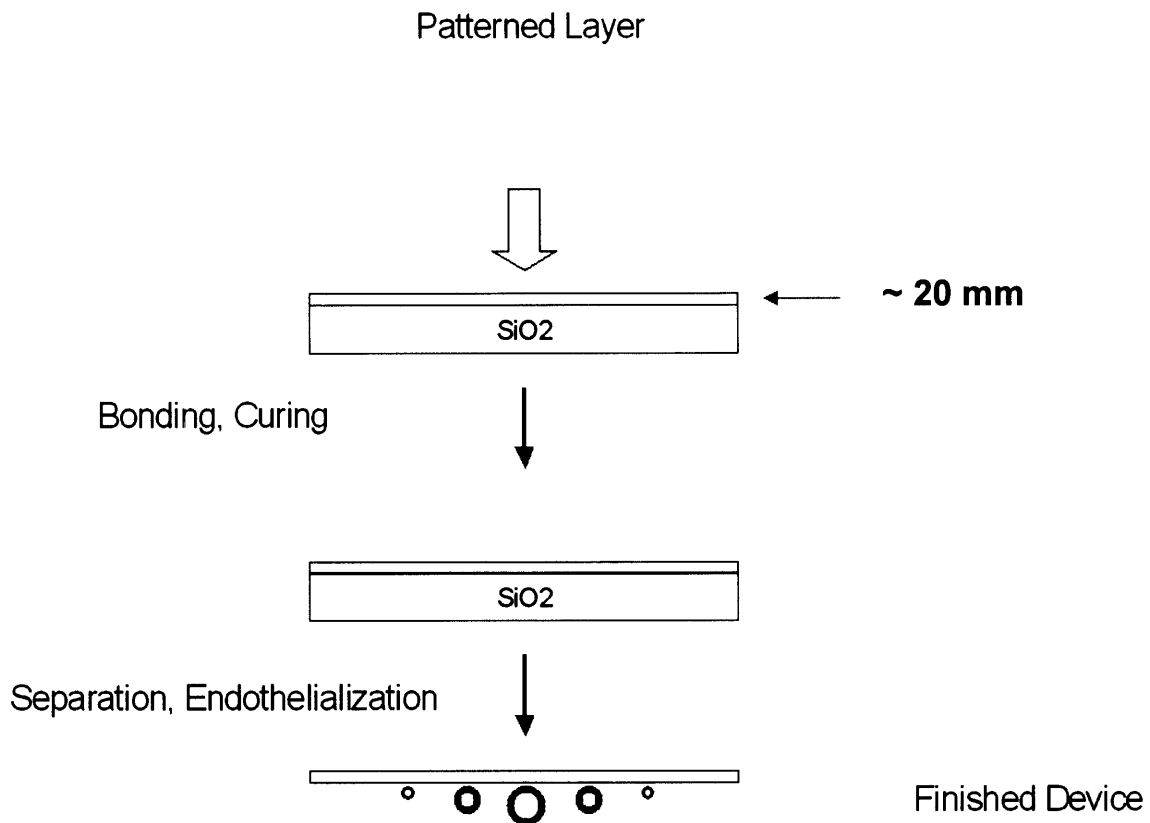 Patterned Layer
~ 20 mm
SiO2
Bonding, Curing
SiO2
Separation, Endothelialization
Finished Device